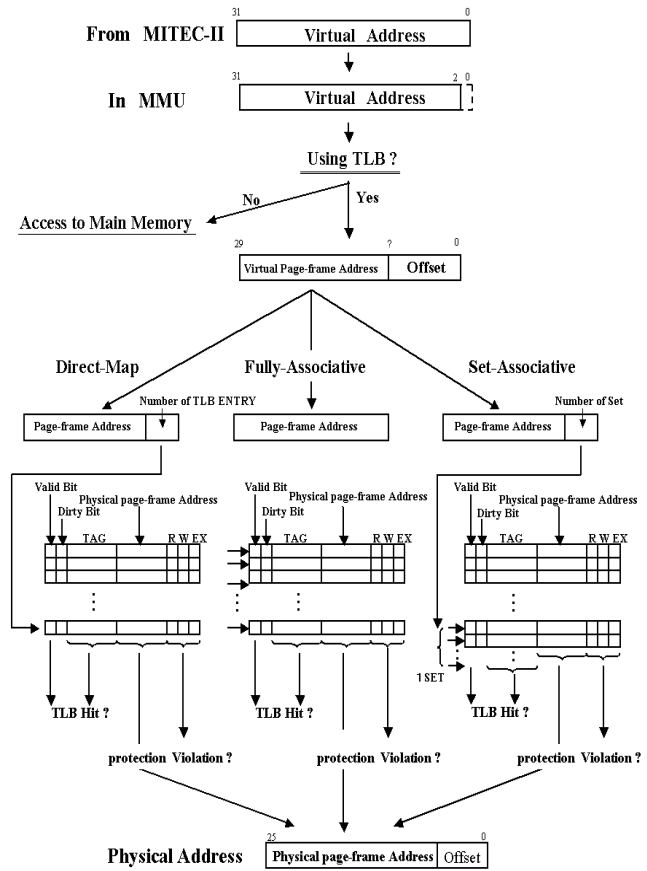 31 0
From MITEC-II Virtual Address
31 2 0
In MMU Virtual Address
Using TLB ?
No Yes
Access to Main Memory
29 ? 0
Virtual Page-frame Address Offset
Direct-Map Fully-Associative Set-Associative
Number of TLB ENTRY Number of Set
Page-frame Address Page-frame Address Page-frame Address
Valid Bit Valid Bit Valid Bit
Physical page-frame Address Physical page-frame Address Physical page-frame Address
Dirty Bit Dirty Bit Dirty Bit
TAG R W EX TAG R W EX TAG R W EX
1 SET
TLB Hit ? TLB Hit ? TLB Hit ?
protection Violation ? protection Violation ? protection Violation ?
25 0
Physical Address Physical page-frame Address Offset